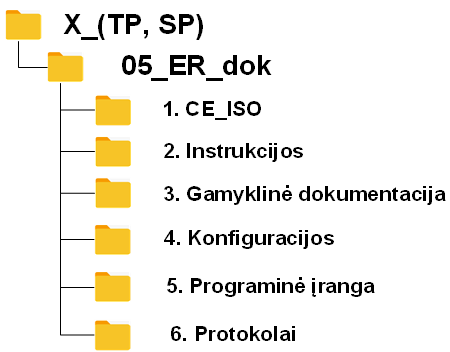 X_(TP, SP)
05_ER_dok
1. CE_ISO
2. Instrukcijos
3. Gamyklinė dokumentacija
4. Konfiguracijos
5. Programinė įranga
6. Protokolai